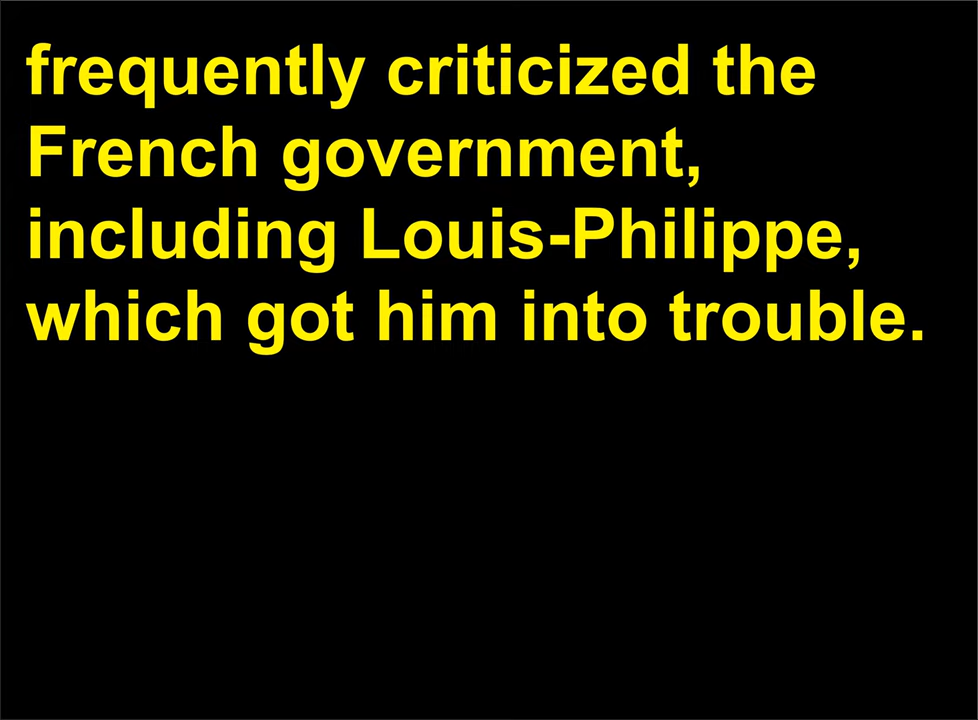 frequently criticized the
French government,
including Louis-Philippe,
which got him into trouble.